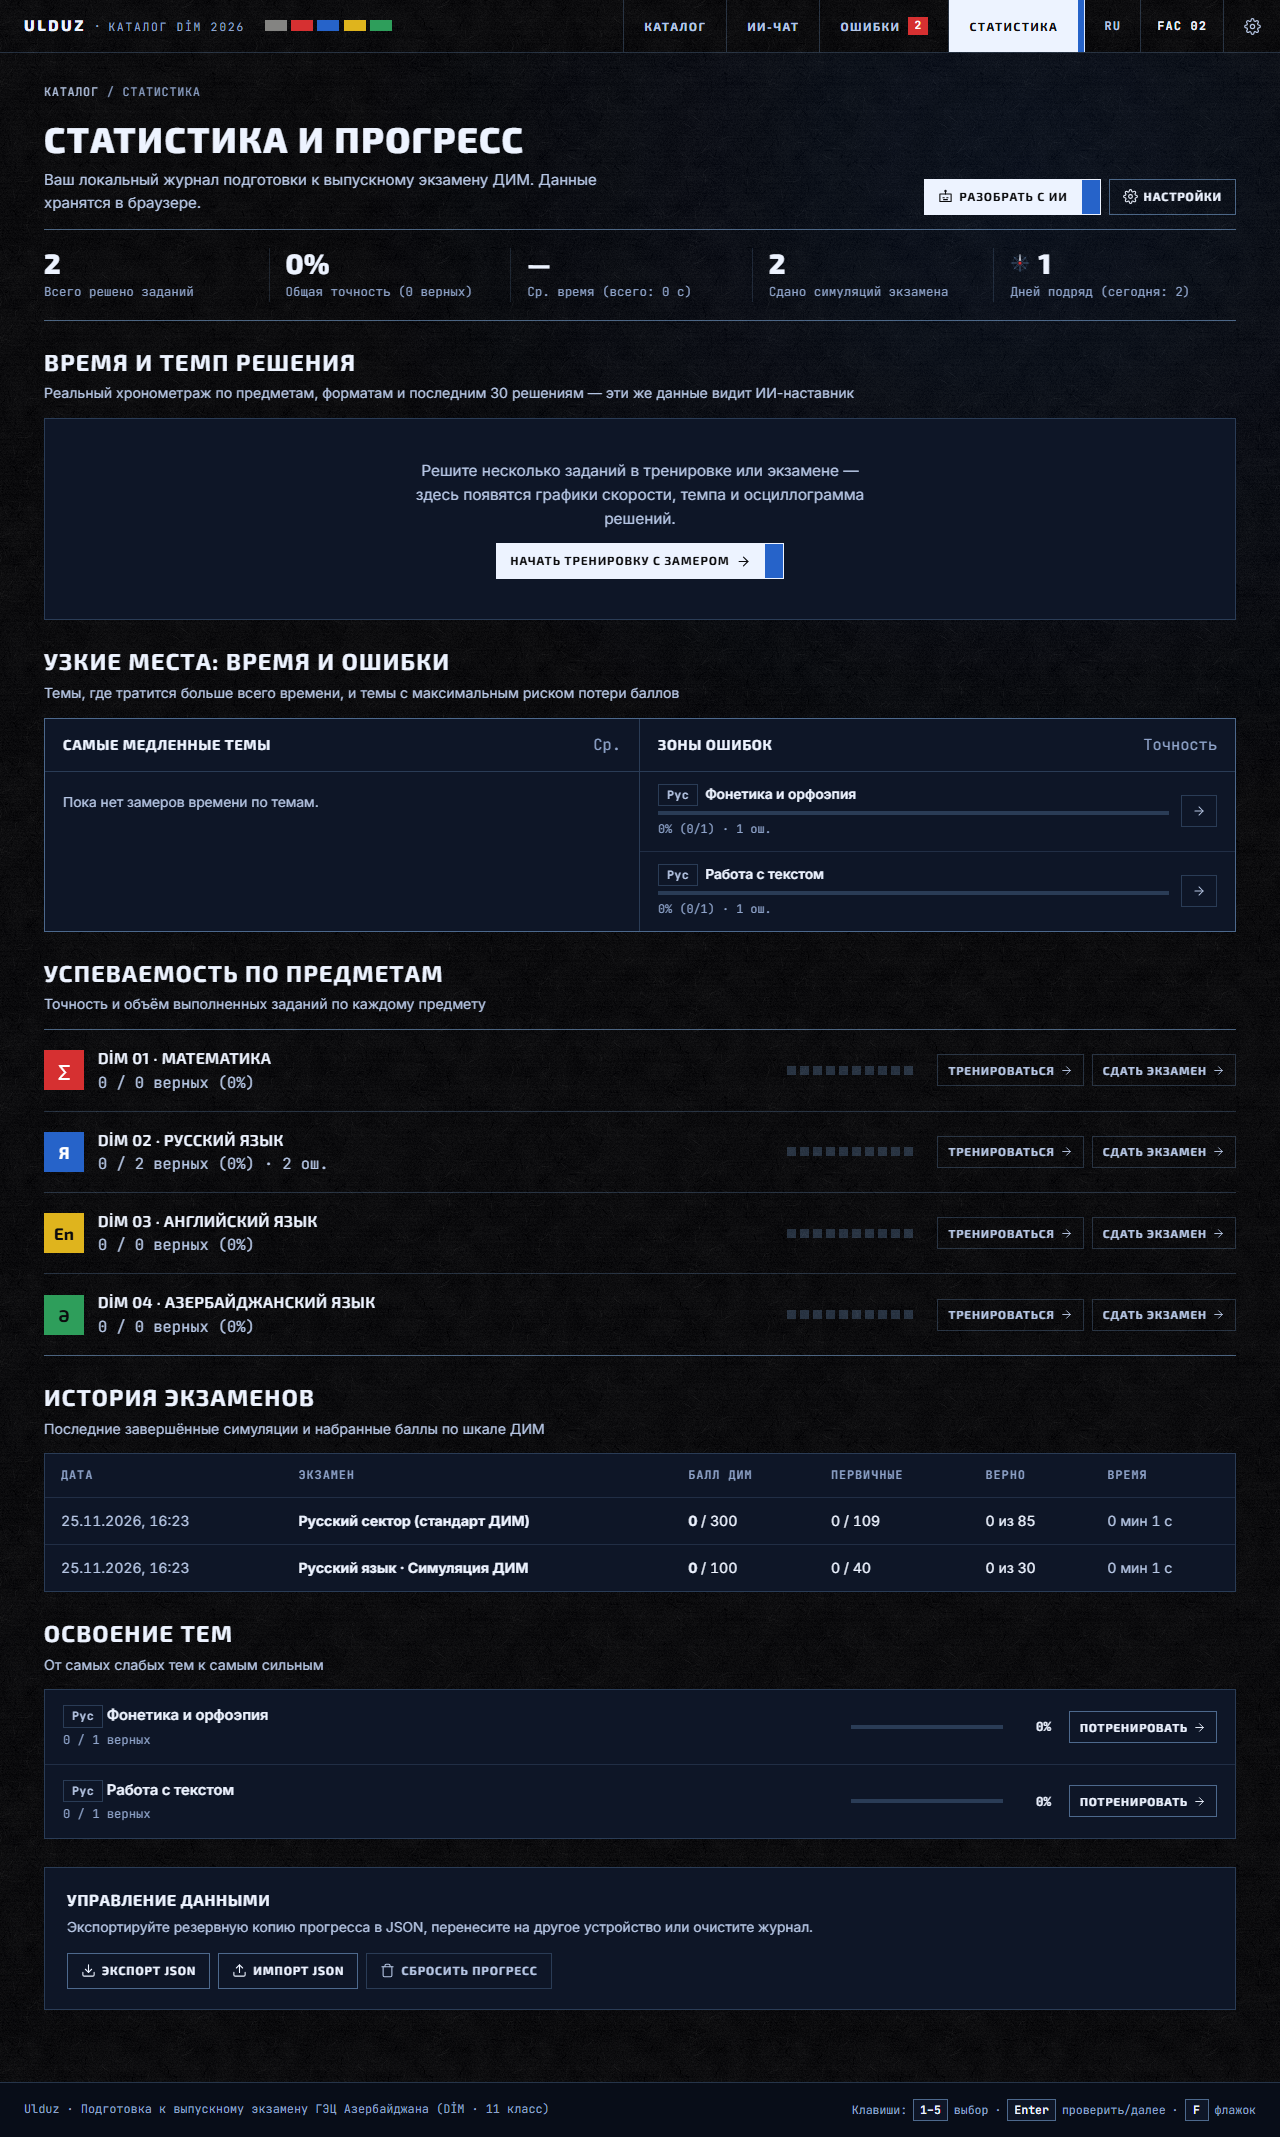 ULDUZ · КАТАЛОГ DİM 2026
КАТАЛОГ
ИИ-ЧАТ
ОШИБКИ 2
СТАТИСТИКА
RU
FAC 02
КАТАЛОГ / СТАТИСТИКА
СТАТИСТИКА И ПРОГРЕСС
Ваш локальный журнал подготовки к выпускному экзамену ДИМ. Данные
хранятся в браузере.
РАЗОБРАТЬ С ИИ
НАСТРОЙКИ
2
Всего решено заданий
0%
Общая точность (0 верных)
—
Ср. время (всего: 0 с)
2
Сдано симуляций экзамена
1
Дней подряд (сегодня: 2)
ВРЕМЯ И ТЕМП РЕШЕНИЯ
Реальный хронометраж по предметам, форматам и последним 30 решениям — эти же данные видит ИИ-наставник
Решите несколько заданий в тренировке или экзамене —
здесь появятся графики скорости, темпа и осциллограмма
решений.
НАЧАТЬ ТРЕНИРОВКУ С ЗАМЕРОМ →
УЗКИЕ МЕСТА: ВРЕМЯ И ОШИБКИ
Темы, где тратится больше всего времени, и темы с максимальным риском потери баллов
САМЫЕ МЕДЛЕННЫЕ ТЕМЫ Ср.
Пока нет замеров времени по темам.
ЗОНЫ ОШИБОК Точность
Рус Фонетика и орфоэпия
0% (0/1) · 1 ош.
→
Рус Работа с текстом
0% (0/1) · 1 ош.
→
УСПЕВАЕМОСТЬ ПО ПРЕДМЕТАМ
Точность и объём выполненных заданий по каждому предмету
Σ
DİM 01 · МАТЕМАТИКА
0 / 0 верных (0%)
ТРЕНИРОВАТЬСЯ →
СДАТЬ ЭКЗАМЕН →
Я
DİM 02 · РУССКИЙ ЯЗЫК
0 / 2 верных (0%) · 2 ош.
ТРЕНИРОВАТЬСЯ →
СДАТЬ ЭКЗАМЕН →
En
DİM 03 · АНГЛИЙСКИЙ ЯЗЫК
0 / 0 верных (0%)
ТРЕНИРОВАТЬСЯ →
СДАТЬ ЭКЗАМЕН →
Ə
DİM 04 · АЗЕРБАЙДЖАНСКИЙ ЯЗЫК
0 / 0 верных (0%)
ТРЕНИРОВАТЬСЯ →
СДАТЬ ЭКЗАМЕН →
ИСТОРИЯ ЭКЗАМЕНОВ
Последние завершённые симуляции и набранные баллы по шкале ДИМ
ДАТА ЭКЗАМЕН БАЛЛ ДИМ ПЕРВИЧНЫЕ ВЕРНО ВРЕМЯ
25.11.2026, 16:23 Русский сектор (стандарт ДИМ) 0 / 300 0 / 109 0 из 85 0 мин 1 с
25.11.2026, 16:23 Русский язык · Симуляция ДИМ 0 / 100 0 / 40 0 из 30 0 мин 1 с
ОСВОЕНИЕ ТЕМ
От самых слабых тем к самым сильным
Рус Фонетика и орфоэпия
0 / 1 верных
0%
ПОТРЕНИРОВАТЬ →
Рус Работа с текстом
0 / 1 верных
0%
ПОТРЕНИРОВАТЬ →
УПРАВЛЕНИЕ ДАННЫМИ
Экспортируйте резервную копию прогресса в JSON, перенесите на другое устройство или очистите журнал.
ЭКСПОРТ JSON
ИМПОРТ JSON
СБРОСИТЬ ПРОГРЕСС
Ulduz · Подготовка к выпускному экзамену ГЭЦ Азербайджана (DİM · 11 класс)
Клавиши: 1–5 выбор · Enter проверить/далее · F флажок